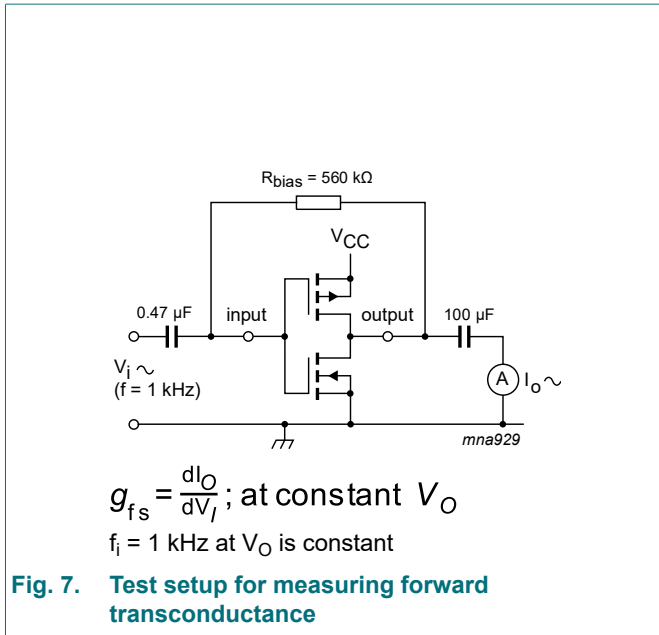 Rbias = 560 kΩ
VCC
0.47 µF
input
output
100 µF
Vi ~
(f = 1 kHz)
A
Io ~
mna929
gfs = dIO/dVI ; at constant VO
fi = 1 kHz at VO is constant
Fig. 7. Test setup for measuring forward
transconductance